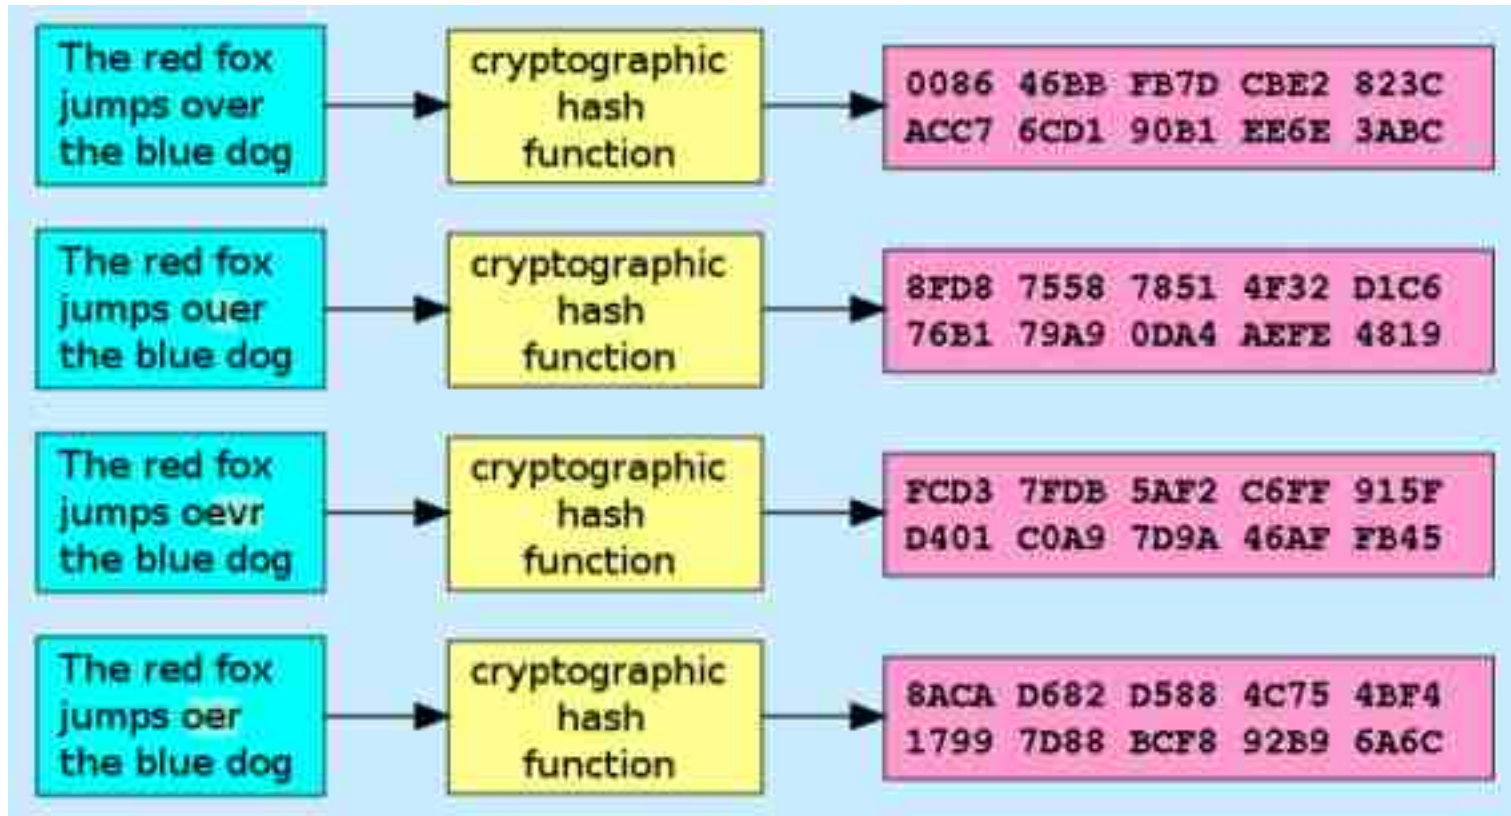 The red fox
jumps over
the blue dog
cryptographic
hash
function
0086 46BB FB7D CBE2 823C
ACC7 6CD1 90B1 EE6E 3ABC
The red fox
jumps ouer
the blue dog
cryptographic
hash
function
8FD8 7558 7851 4F32 D1C6
76B1 79A9 0DA4 AEFE 4819
The red fox
jumps oevr
the blue dog
cryptographic
hash
function
FCD3 7FDB 5AF2 C6FF 915F
D401 C0A9 7D9A 46AF FB45
The red fox
jumps oer
the blue dog
cryptographic
hash
function
8ACA D682 D588 4C75 4BF4
1799 7D88 BCF8 92B9 6A6C